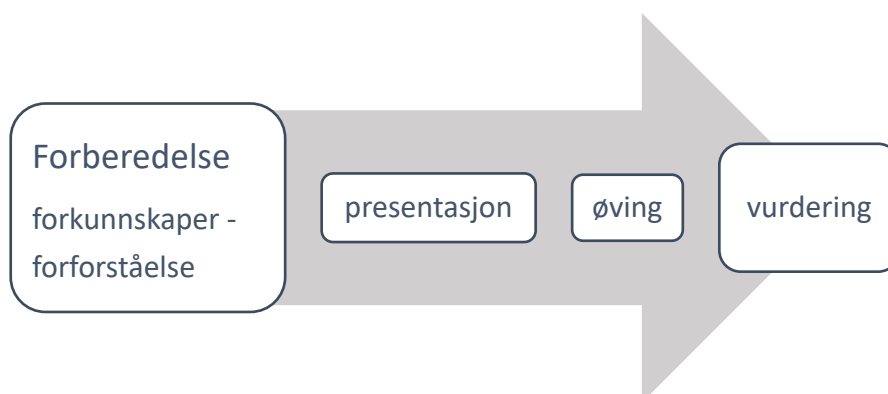 Forberedelse
forkunnskaper -
forforståelse
presentasjon
øving
vurdering